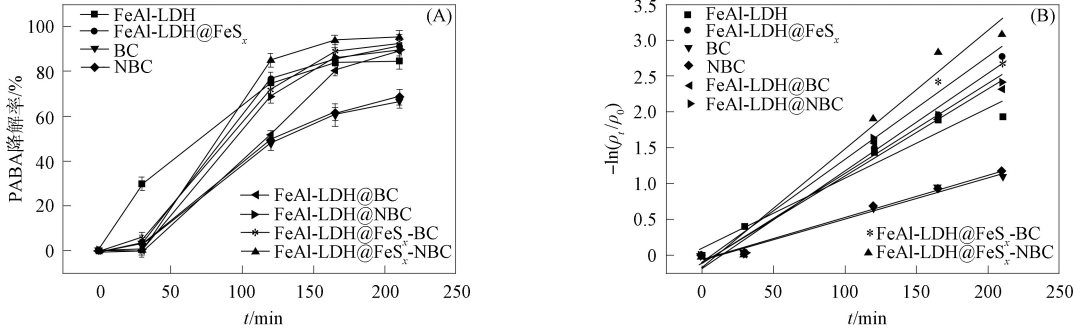 (A)
FeAl-LDH
FeAl-LDH@FeSₓ
BC
NBC
FeAl-LDH@BC
FeAl-LDH@NBC
FeAl-LDH@FeSₓ-BC
FeAl-LDH@FeSₓ-NBC
PABA降解率/%
100
80
60
40
20
0
0 50 100 150 200 250
t/min
(B)
FeAl-LDH
FeAl-LDH@FeSₓ
BC
NBC
FeAl-LDH@BC
FeAl-LDH@NBC
FeAl-LDH@FeSₓ-BC
FeAl-LDH@FeSₓ-NBC
−ln(ρₜ/ρ₀)
3.5
3.0
2.5
2.0
1.5
1.0
0.5
0
0 50 100 150 200 250
t/min